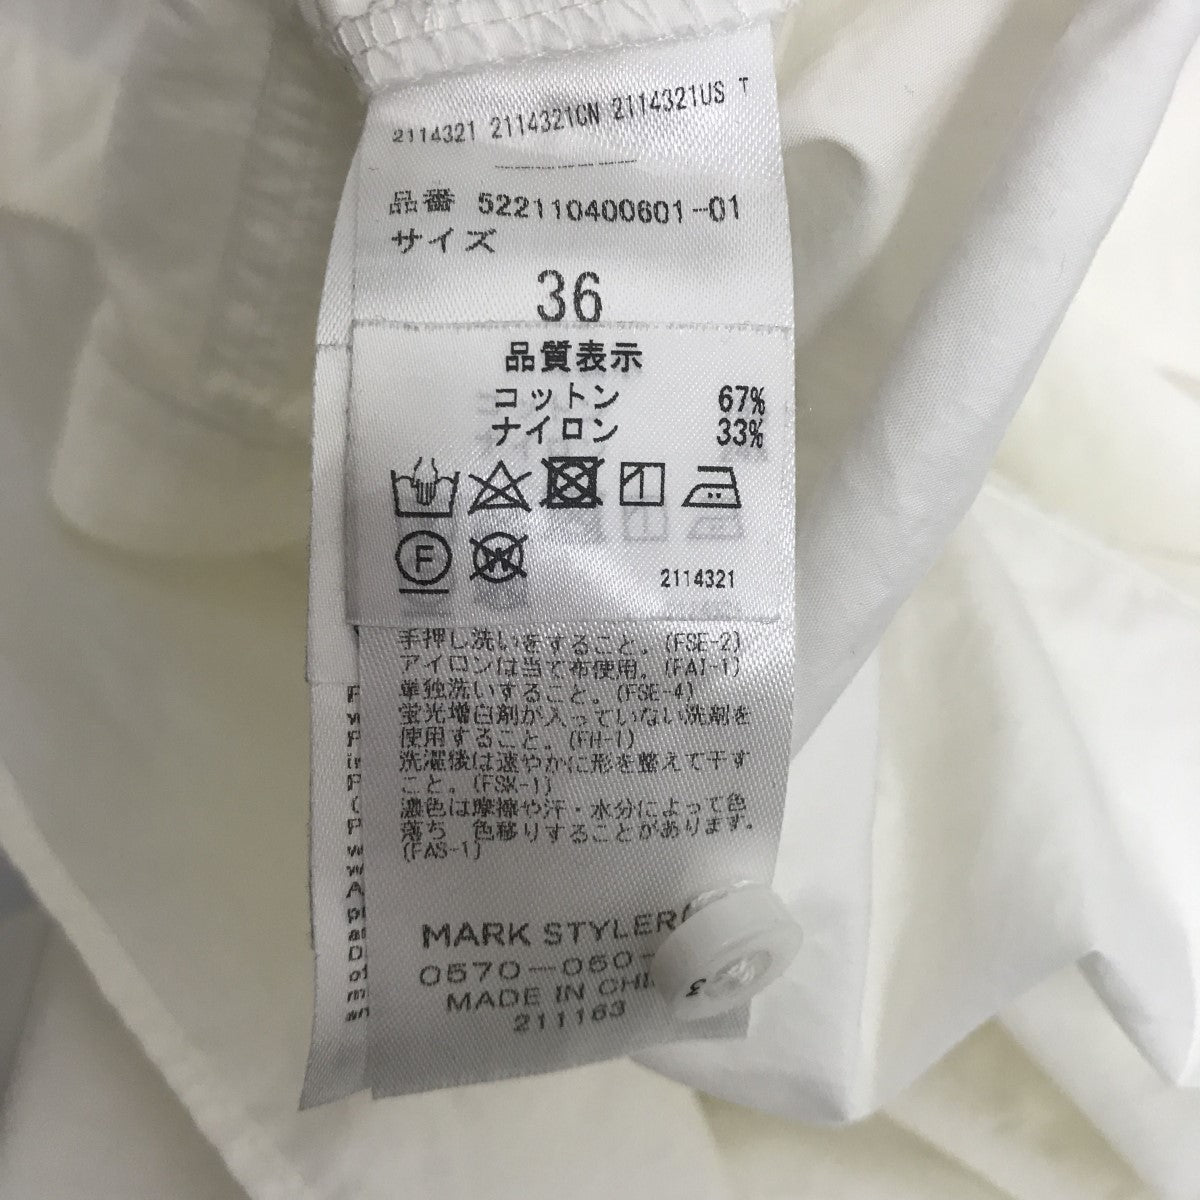 2114321 2114321CN 2114321US T
品番 522110400601-01
サイズ
36
品質表示
コットン 67%
ナイロン 33%
F
W
2114321
手押し洗いをすること。(FSE-2)
アイロンは当て布使用。(FAI-1)
単独洗いすること。(FSE-4)
蛍光増白剤が入っていない洗剤を
使用すること。(FH-1)
洗濯後は速やかに形を整えて干す
こと。(FSK-1)
濃色は摩擦や汗・水分によって色
落ち 色移りすることがあります。
(FAS-1)
MARK STYLER
0570-060-
MADE IN
211163